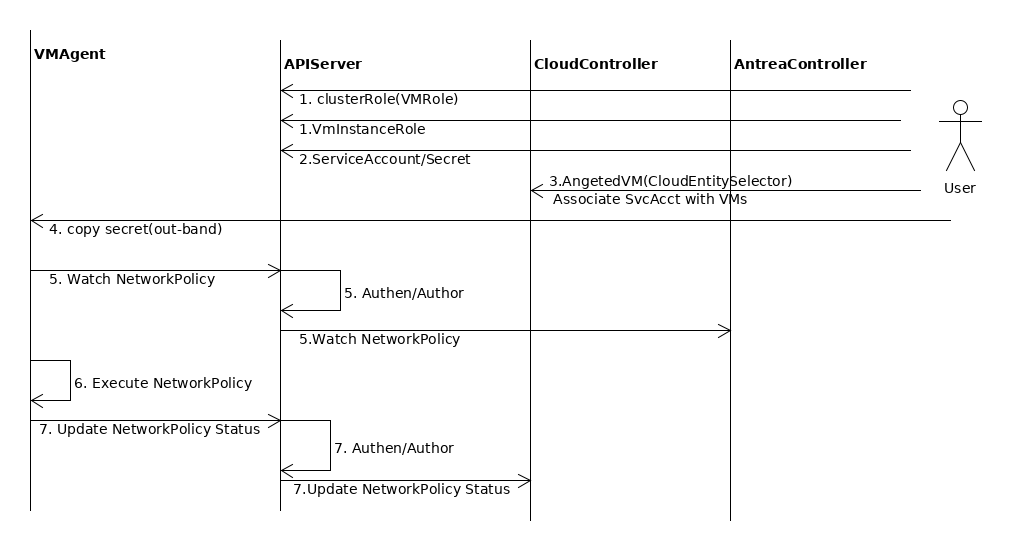 VMAgent
APIServer
CloudController
AntreaController
1. clusterRole(VMRole)
1.VmInstanceRole
2.ServiceAccount/Secret
3.AngetedVM(CloudEntitySelector)
Associate SvcAcct with VMs
User
4. copy secret(out-band)
5. Watch NetworkPolicy
5. Authen/Author
5.Watch NetworkPolicy
6. Execute NetworkPolicy
7. Update NetworkPolicy Status
7. Authen/Author
7.Update NetworkPolicy Status